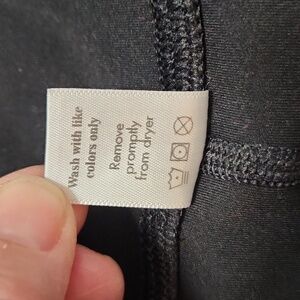 Wash with like
colors only
Remove
promptly
from dryer